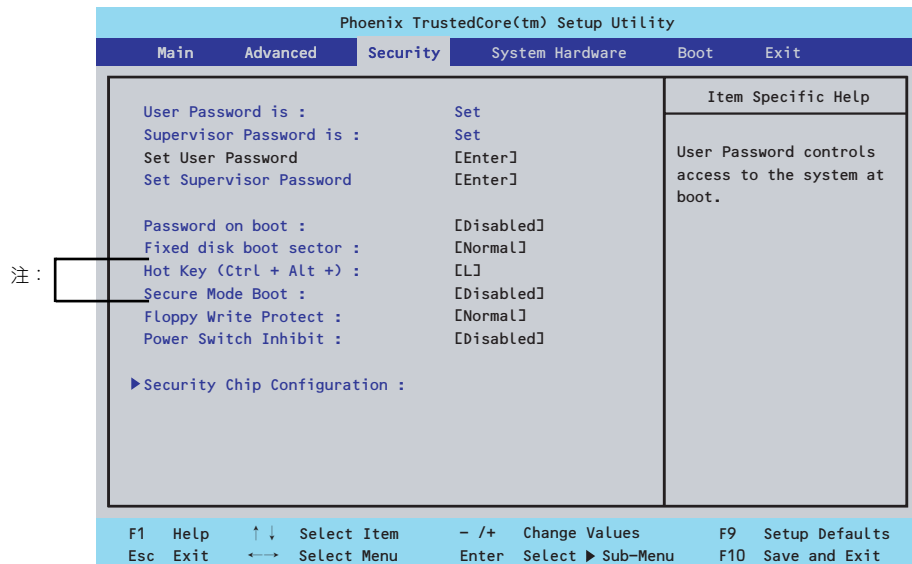 Phoenix TrustedCore(tm) Setup Utility
Main Advanced Security System Hardware Boot Exit
Item Specific Help
User Password is : Set
Supervisor Password is : Set
Set User Password [Enter]
Set Supervisor Password [Enter]
User Password controls
access to the system at
boot.
Password on boot : [Disabled]
Fixed disk boot sector : [Normal]
注：
Hot Key (Ctrl + Alt +) : [L]
Secure Mode Boot : [Disabled]
Floppy Write Protect : [Normal]
Power Switch Inhibit : [Disabled]
▶Security Chip Configuration :
F1 Help ↑↓ Select Item − /+ Change Values F9 Setup Defaults
Esc Exit ←→ Select Menu Enter Select ▶ Sub−Menu F10 Save and Exit